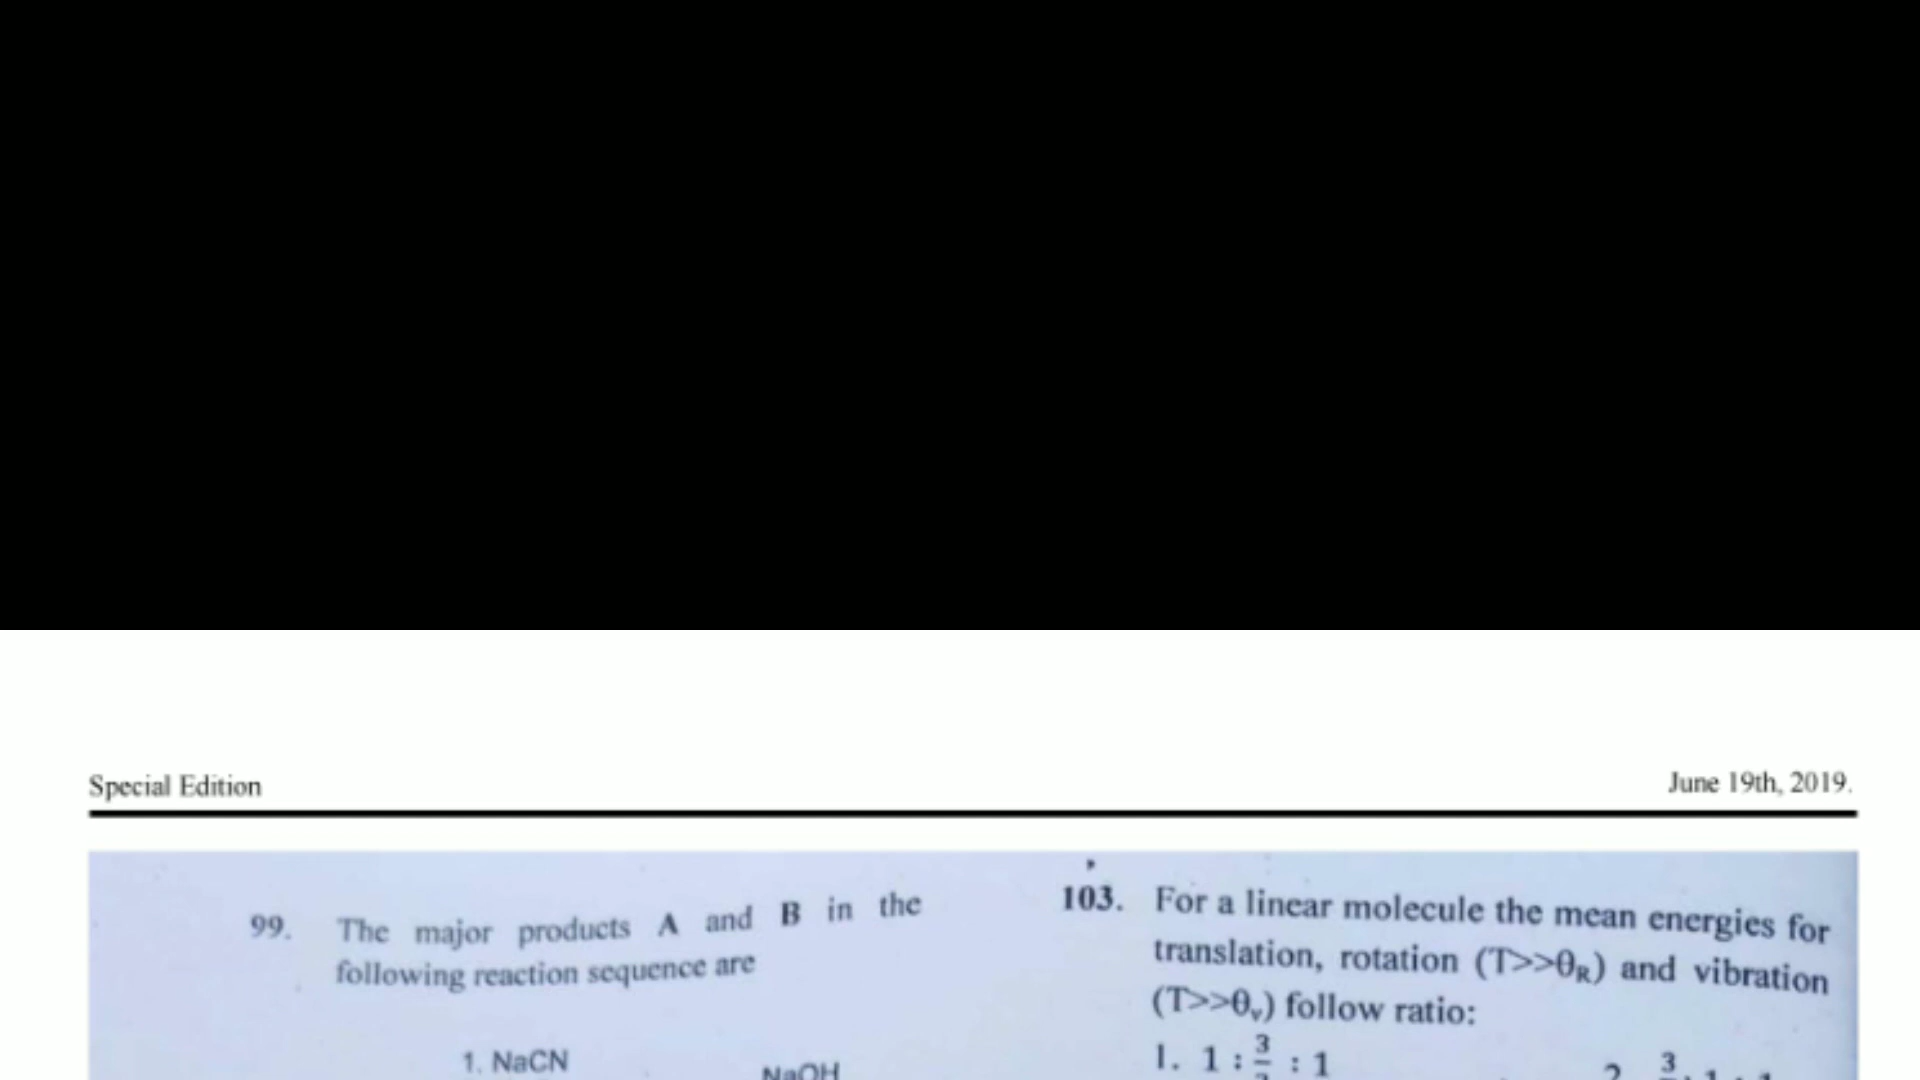 Special Edition
June 19th, 2019.
99. The major products A and B in the
following reaction sequence are
1. NaCN
NaOH
103. For a linear molecule the mean energies for
translation, rotation (T>>θR) and vibration
(T>>θv) follow ratio:
1. 1 : 3 : 1
2. 3